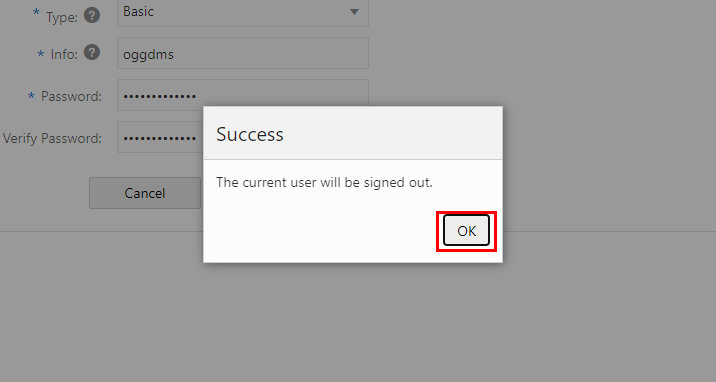 * Type: ? Basic
* Info: ? oggdms
* Password: •••••••••••••
Verify Password: •••••••••••••
Cancel
Success
The current user will be signed out.
OK